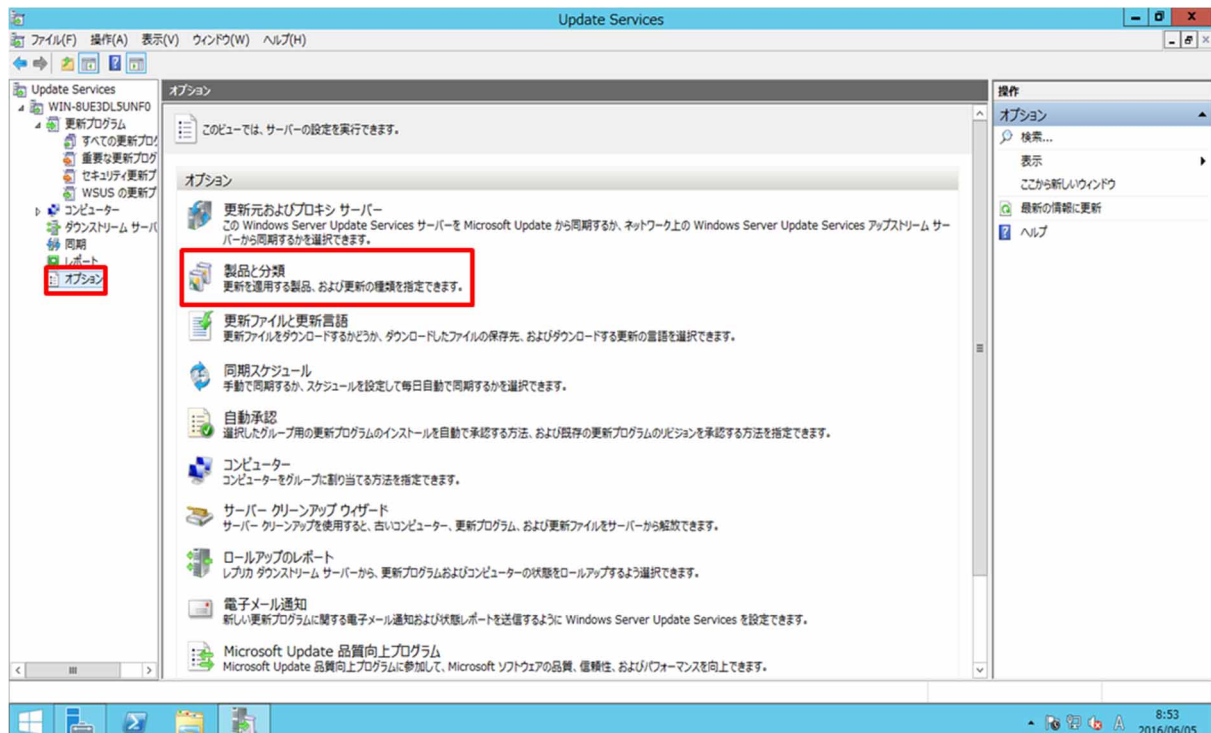 Update Services
ファイル(F) 操作(A) 表示(V) ウィンドウ(W) ヘルプ(H)
Update Services
WIN-8UE3DL5UNF0
更新プログラム
すべての更新プログ
重要な更新プログ
セキュリティ更新プ
WSUS の更新プ
コンピューター
ダウンストリーム サーバ
同期
レポート
オプション
オプション
このビューでは、サーバーの設定を実行できます。
オプション
更新元およびプロキシ サーバー
この Windows Server Update Services サーバーを Microsoft Update から同期するか、ネットワーク上の Windows Server Update Services アップストリーム サー
バーから同期するかを選択できます。
製品と分類
更新を適用する製品、および更新の種類を指定できます。
更新ファイルと更新言語
更新ファイルをダウンロードするかどうか、ダウンロードしたファイルの保存先、およびダウンロードする更新の言語を選択できます。
同期スケジュール
手動で同期するか、スケジュールを設定して毎日自動で同期するかを選択できます。
自動承認
選択したグループ用の更新プログラムのインストールを自動で承認する方法、および既存の更新プログラムのリビジョンを承認する方法を指定できます。
コンピューター
コンピューターをグループに割り当てる方法を指定できます。
サーバー クリーンアップ ウィザード
サーバー クリーンアップを使用すると、古いコンピューター、更新プログラム、および更新ファイルをサーバーから解放できます。
ロールアップのレポート
レプリカ ダウンストリーム サーバーから、更新プログラムおよびコンピューターの状態をロールアップするよう選択できます。
電子メール通知
新しい更新プログラムに関する電子メール通知および状態レポートを送信するように Windows Server Update Services を設定できます。
Microsoft Update 品質向上プログラム
Microsoft Update 品質向上プログラムに参加して、Microsoft ソフトウェアの品質、信頼性、およびパフォーマンスを向上できます。
操作
オプション
検索...
表示
ここから新しいウィンドウ
最新の情報に更新
ヘルプ
A
8:53
2016/06/05